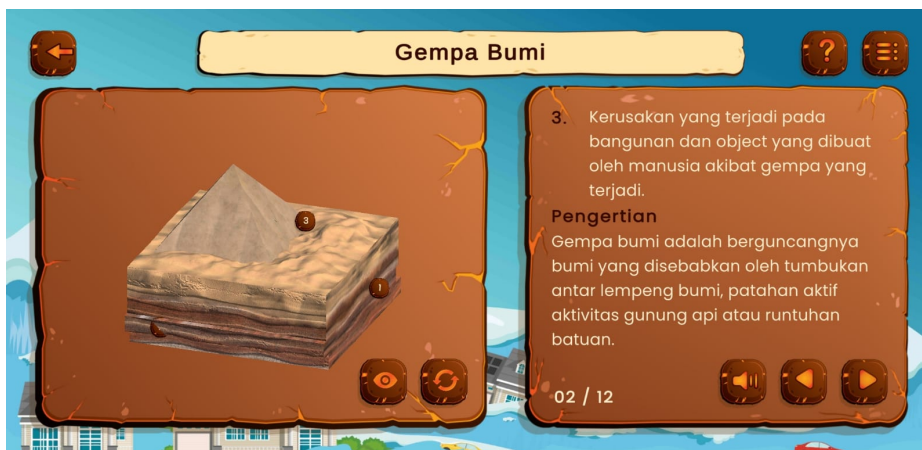 Gempa Bumi
3
1
3. Kerusakan yang terjadi pada
bangunan dan object yang dibuat
oleh manusia akibat gempa yang
terjadi.
Pengertian
Gempa bumi adalah berguncangnya
bumi yang disebabkan oleh tumbukan
antar lempeng bumi, patahan aktif
aktivitas gunung api atau runtuhan
batuan.
02 / 12